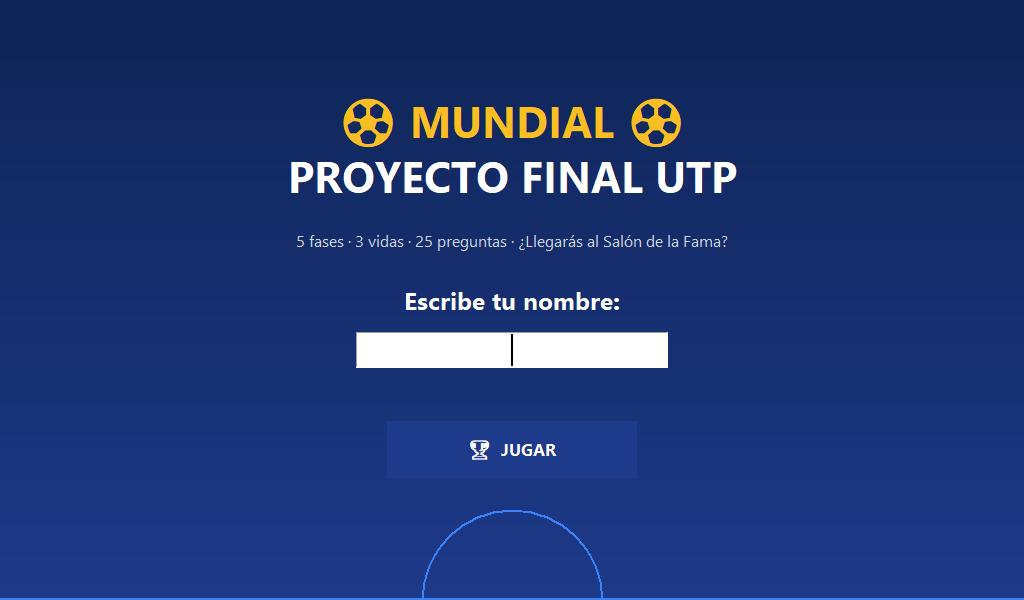 ⚽ MUNDIAL ⚽
PROYECTO FINAL UTP
5 fases · 3 vidas · 25 preguntas · ¿Llegarás al Salón de la Fama?
Escribe tu nombre:
🏆 JUGAR